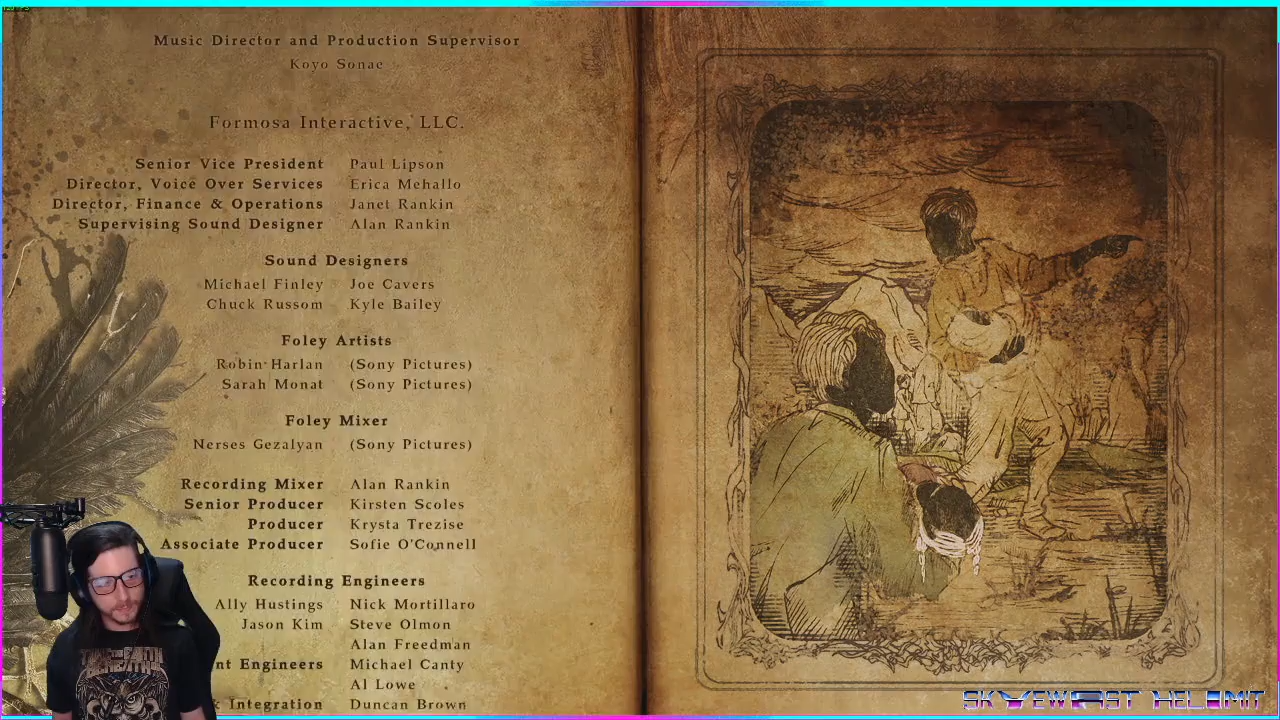 Music Director and Production Supervisor
Koyo Sonae
Formosa Interactive, LLC.
Senior Vice President Paul Lipson
Director, Voice Over Services Erica Mehallo
Director, Finance & Operations Janet Rankin
Supervising Sound Designer Alan Rankin
Sound Designers
Michael Finley Joe Cavers
Chuck Russom Kyle Bailey
Foley Artists
Robin Harlan (Sony Pictures)
Sarah Monat (Sony Pictures)
Foley Mixer
Nerses Gezalyan (Sony Pictures)
Recording Mixer Alan Rankin
Senior Producer Kirsten Scoles
Producer Krysta Trezise
Associate Producer Sofie O'Connell
Recording Engineers
Ally Hustings Nick Mortillaro
Jason Kim Steve Olmon
Alan Freedman
nt Engineers Michael Canty
Al Lowe
Integration Duncan Brown